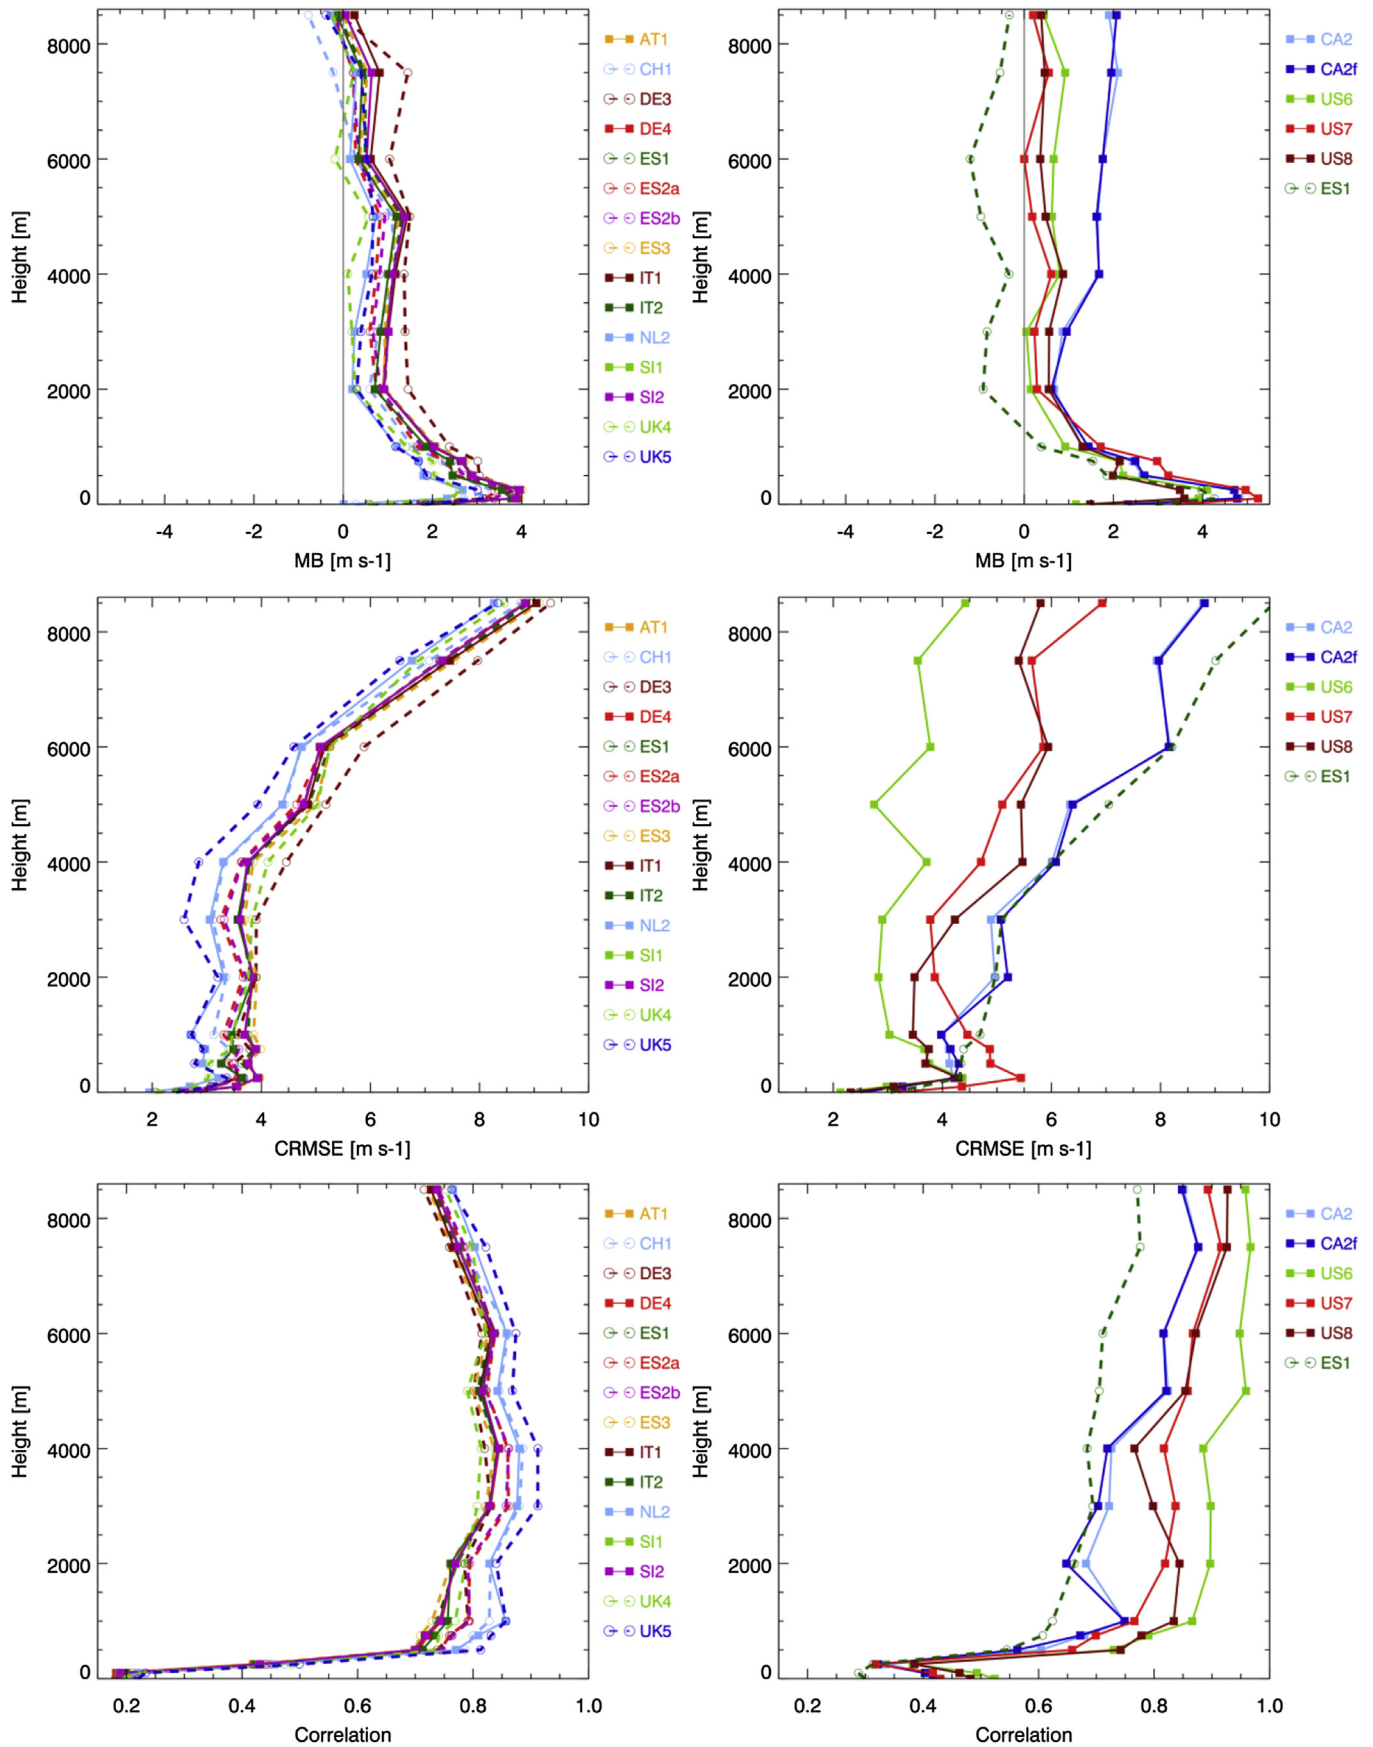 8000
6000
4000
2000
0
Height [m]
-4 -2 0 2 4
MB [m s-1]
AT1
CH1
DE3
DE4
ES1
ES2a
ES2b
ES3
IT1
IT2
NL2
SI1
SI2
UK4
UK5
8000
6000
4000
2000
0
Height [m]
-4 -2 0 2 4
MB [m s-1]
CA2
CA2f
US6
US7
US8
ES1
8000
6000
4000
2000
0
Height [m]
2 4 6 8 10
CRMSE [m s-1]
AT1
CH1
DE3
DE4
ES1
ES2a
ES2b
ES3
IT1
IT2
NL2
SI1
SI2
UK4
UK5
8000
6000
4000
2000
0
Height [m]
2 4 6 8 10
CRMSE [m s-1]
CA2
CA2f
US6
US7
US8
ES1
8000
6000
4000
2000
0
Height [m]
0.2 0.4 0.6 0.8 1.0
Correlation
AT1
CH1
DE3
DE4
ES1
ES2a
ES2b
ES3
IT1
IT2
NL2
SI1
SI2
UK4
UK5
8000
6000
4000
2000
0
Height [m]
0.2 0.4 0.6 0.8 1.0
Correlation
CA2
CA2f
US6
US7
US8
ES1